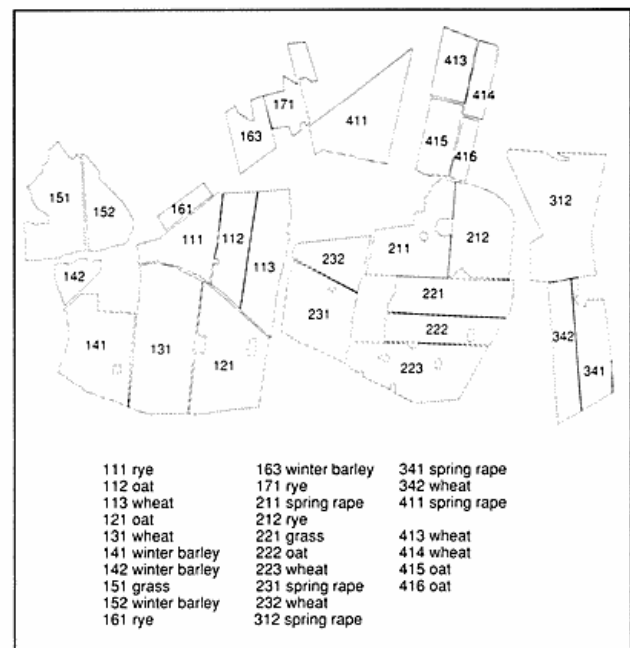 413
414
171
163
411
415
416
151
152
312
161
111
112
113
211
212
232
142
221
231
222
342
141
131
121
223
341
111 rye
112 oat
113 wheat
121 oat
131 wheat
141 winter barley
142 winter barley
151 grass
152 winter barley
161 rye
163 winter barley
171 rye
211 spring rape
212 rye
221 grass
222 oat
223 wheat
231 spring rape
232 wheat
312 spring rape
341 spring rape
342 wheat
411 spring rape
413 wheat
414 wheat
415 oat
416 oat